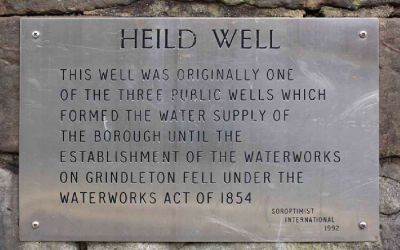 HEILD WELL
THIS WELL WAS ORIGINALLY ONE
OF THE THREE PUBLIC WELLS WHICH
FORMED THE WATER SUPPLY OF
THE BOROUGH UNTIL THE
ESTABLISHMENT OF THE WATERWORKS
ON GRINDLETON FELL UNDER THE
WATERWORKS ACT OF 1854
SOROPTIMIST
INTERNATIONAL
1992